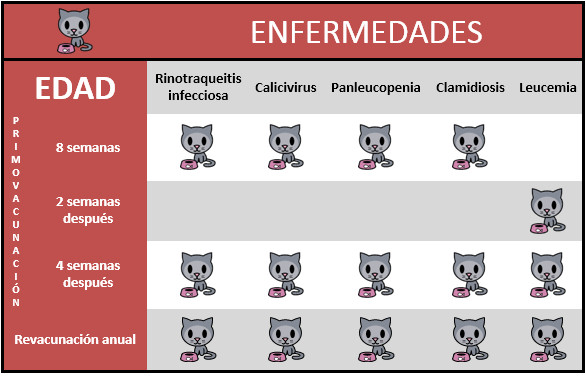 ENFERMEDADES
EDAD
Rinotraqueitis
infecciosa
Calicivirus
Panleucopenia
Clamidiosis
Leucemia
PRIMOVACUNACIÓN
8 semanas
2 semanas
después
4 semanas
después
Revacunación anual